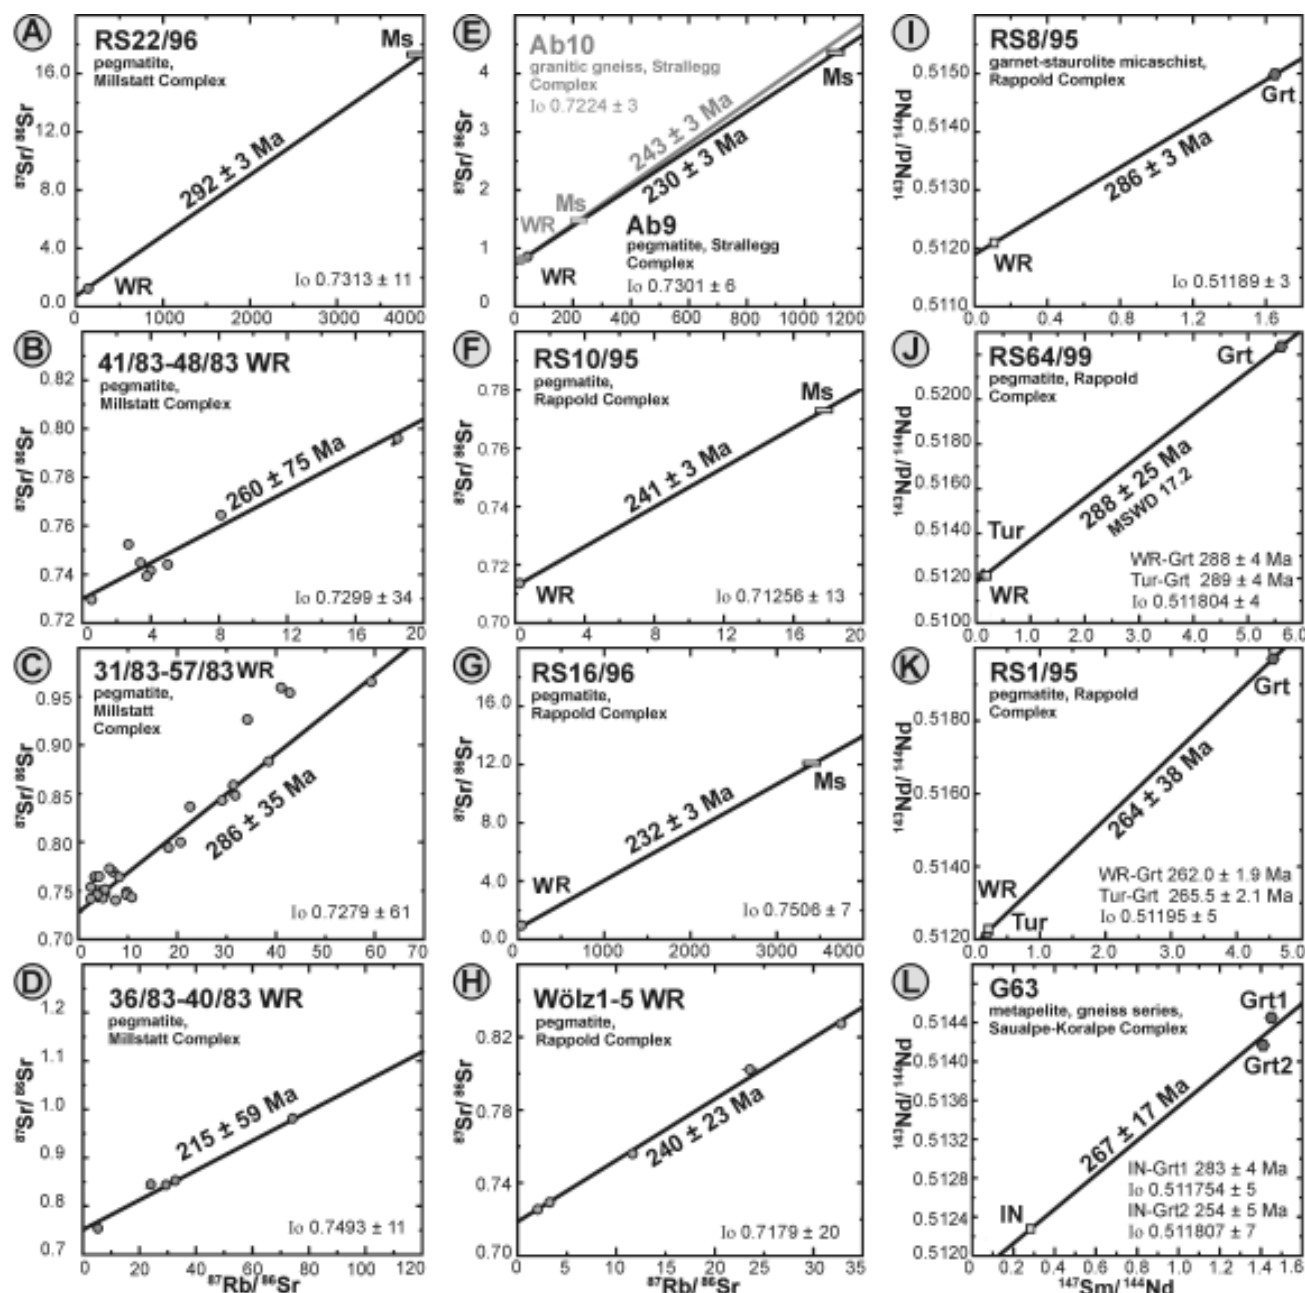 A
RS22/96
pegmatite,
Millstatt Complex
Ms
292 ± 3 Ma
WR
Io 0.7313 ± 11
⁸⁷Sr/⁸⁶Sr
16.0
12.0
8.0
4.0
0.0
0 1000 2000 3000 4000
B
41/83-48/83 WR
pegmatite,
Millstatt Complex
260 ± 75 Ma
Io 0.7299 ± 34
⁸⁷Sr/⁸⁶Sr
0.82
0.80
0.78
0.76
0.74
0.72
0 4 8 12 16 20
C
31/83-57/83 WR
pegmatite,
Millstatt
Complex
286 ± 35 Ma
Io 0.7279 ± 61
⁸⁷Sr/⁸⁶Sr
0.95
0.90
0.85
0.80
0.75
0.70
0 10 20 30 40 50 60 70
D
36/83-40/83 WR
pegmatite,
Millstatt Complex
215 ± 59 Ma
Io 0.7493 ± 11
⁸⁷Sr/⁸⁶Sr
1.2
1.1
1.0
0.9
0.8
0.7
0 20 40 60 80 100 120
⁸⁷Rb/⁸⁶Sr
E
Ab10
granitic gneiss, Strallegg
Complex
Io 0.7224 ± 3
243 ± 3 Ma
230 ± 3 Ma
Ms
Ms
WR
WR
Ab9
pegmatite, Strallegg
Complex
Io 0.7301 ± 6
⁸⁷Sr/⁸⁶Sr
4
3
2
1
0
0 200 400 600 800 1000 1200
F
RS10/95
pegmatite,
Rappold Complex
Ms
241 ± 3 Ma
WR
Io 0.71256 ± 13
⁸⁷Sr/⁸⁶Sr
0.78
0.76
0.74
0.72
0.70
0 4 8 12 16 20
G
RS16/96
pegmatite,
Rappold Complex
Ms
232 ± 3 Ma
WR
Io 0.7506 ± 7
⁸⁷Sr/⁸⁶Sr
16.0
12.0
8.0
4.0
0.0
0 1000 2000 3000 4000
H
Wölz1-5 WR
pegmatite,
Rappold Complex
240 ± 23 Ma
Io 0.7179 ± 20
⁸⁷Sr/⁸⁶Sr
0.82
0.78
0.74
0.70
0 5 10 15 20 25 30 35
⁸⁷Rb/⁸⁶Sr
I
RS8/95
garnet-staurolite micaschist,
Rappold Complex
Grt
286 ± 3 Ma
WR
Io 0.51189 ± 3
¹⁴³Nd/¹⁴⁴Nd
0.5150
0.5140
0.5130
0.5120
0.5110
0.0 0.4 0.8 1.2 1.6
J
RS64/99
pegmatite, Rappold
Complex
Grt
288 ± 25 Ma
MSWD 17.2
Tur
WR
WR-Grt 288 ± 4 Ma
Tur-Grt 289 ± 4 Ma
Io 0.511804 ± 4
¹⁴³Nd/¹⁴⁴Nd
0.5200
0.5180
0.5160
0.5140
0.5120
0.5100
0.0 1.0 2.0 3.0 4.0 5.0 6.0
K
RS1/95
pegmatite, Rappold
Complex
Grt
264 ± 38 Ma
WR
Tur
WR-Grt 262.0 ± 1.9 Ma
Tur-Grt 265.5 ± 2.1 Ma
Io 0.51195 ± 5
¹⁴³Nd/¹⁴⁴Nd
0.5180
0.5160
0.5140
0.5120
0.0 1.0 2.0 3.0 4.0 5.0
L
G63
metapelite, gneiss series,
Saualpe-Koralpe Complex
Grt1
Grt2
267 ± 17 Ma
IN
IN-Grt1 283 ± 4 Ma
Io 0.511754 ± 5
IN-Grt2 254 ± 5 Ma
Io 0.511807 ± 7
¹⁴³Nd/¹⁴⁴Nd
0.5144
0.5140
0.5136
0.5132
0.5128
0.5124
0.5120
0.2 0.4 0.6 0.8 1.0 1.2 1.4 1.6
¹⁴⁷Sm/¹⁴⁴Nd